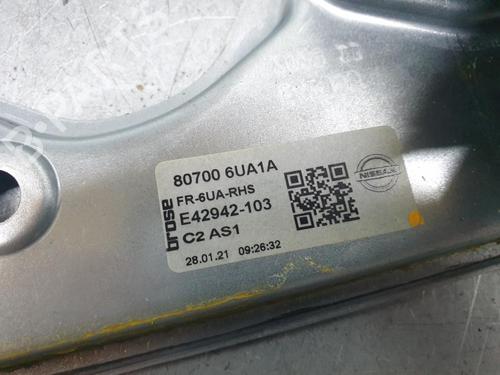 80700 6UA1A
FR-6UA-RHS
E42942-103
C2 AS1
28.01.21 09:26:32
brose
NISSAN